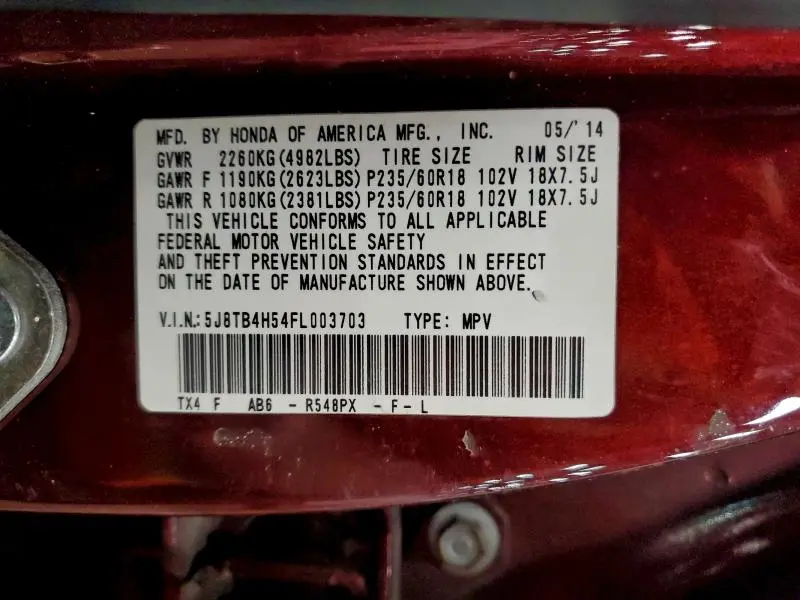 MFD. BY HONDA OF AMERICA MFG., INC. 05/'14
GVWR 2260KG(4982LBS) TIRE SIZE RIM SIZE
GAWR F 1190KG(2623LBS) P235/60R18 102V 18X7.5J
GAWR R 1080KG(2381LBS) P235/60R18 102V 18X7.5J
THIS VEHICLE CONFORMS TO ALL APPLICABLE
FEDERAL MOTOR VEHICLE SAFETY
AND THEFT PREVENTION STANDARDS IN EFFECT
ON THE DATE OF MANUFACTURE SHOWN ABOVE.
V.I.N.: 5J8TB4H54FL003703 TYPE: MPV
TX4 F AB6 - R548PX - F - L